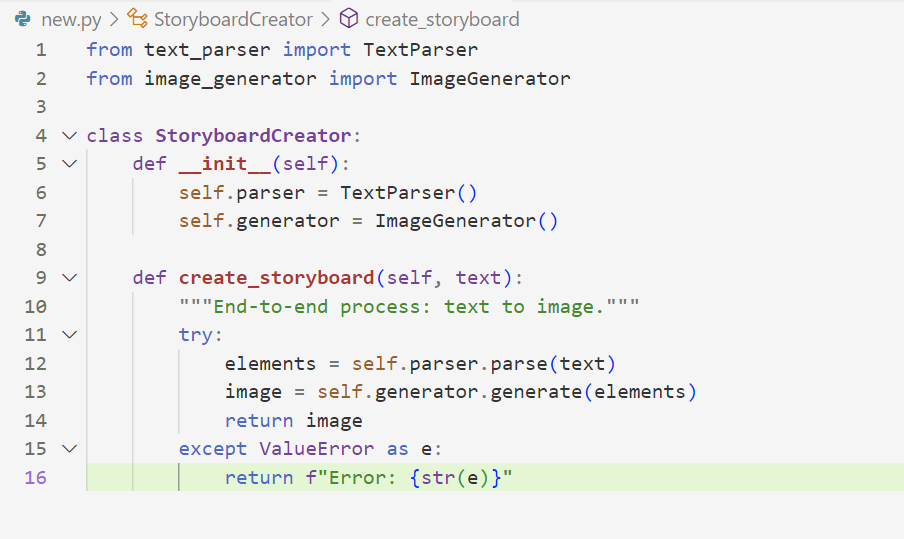 new.py > StoryboardCreator > create_storyboard
1 from text_parser import TextParser
2 from image_generator import ImageGenerator
3
4 class StoryboardCreator:
5     def __init__(self):
6         self.parser = TextParser()
7         self.generator = ImageGenerator()
8
9     def create_storyboard(self, text):
10         """End-to-end process: text to image."""
11         try:
12             elements = self.parser.parse(text)
13             image = self.generator.generate(elements)
14             return image
15         except ValueError as e:
16             return f"Error: {str(e)}"